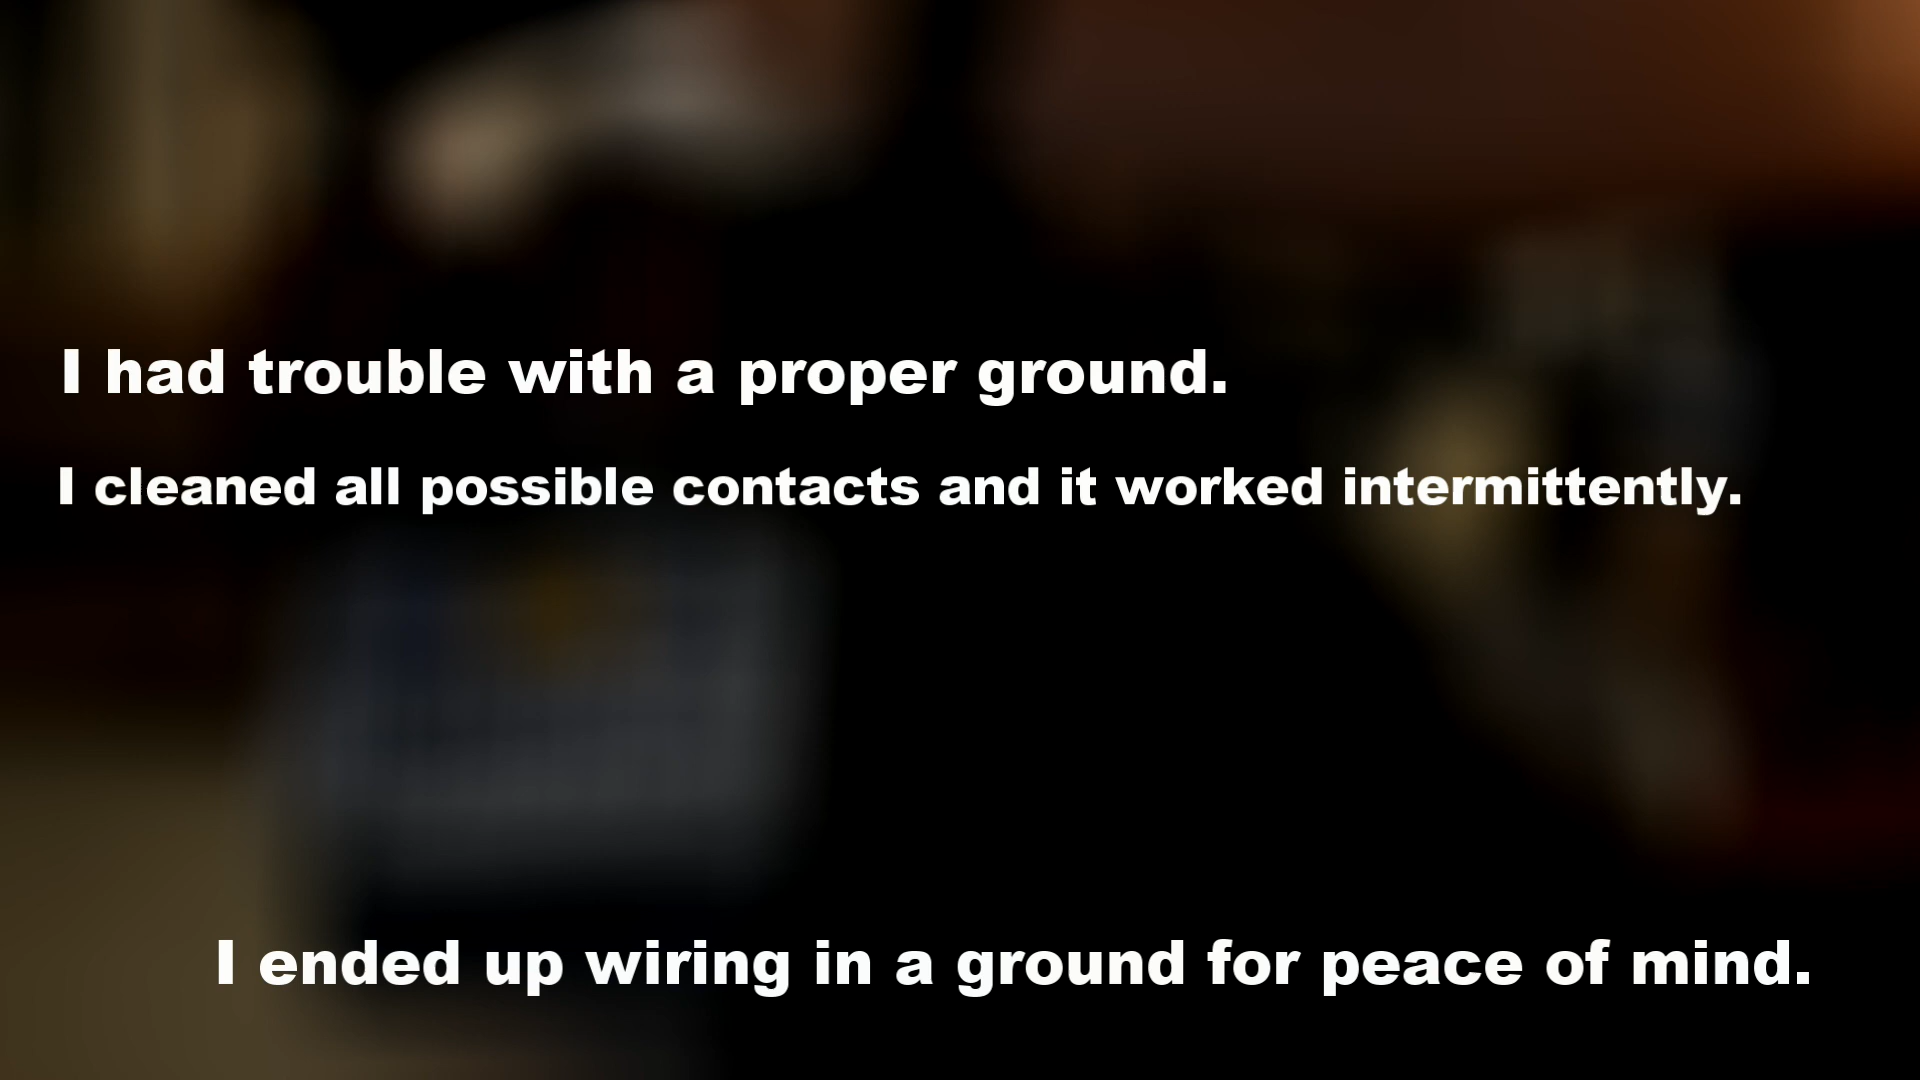 I had trouble with a proper ground.
I cleaned all possible contacts and it worked intermittently.
I ended up wiring in a ground for peace of mind.